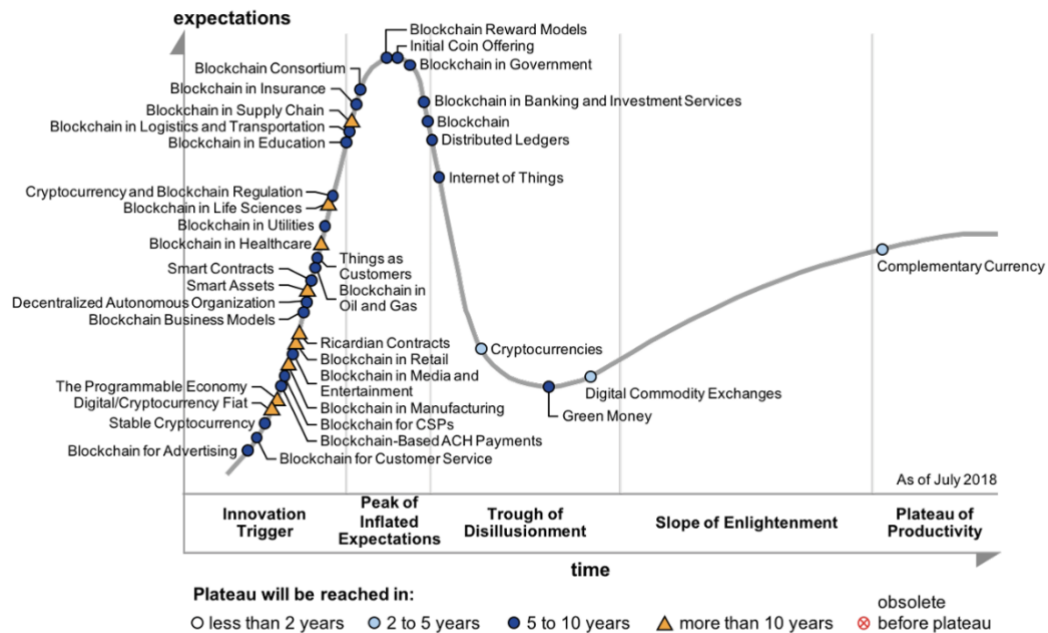 expectations
Blockchain Reward Models
Initial Coin Offering
Blockchain in Government
Blockchain Consortium
Blockchain in Insurance
Blockchain in Supply Chain
Blockchain in Logistics and Transportation
Blockchain in Education
Blockchain in Banking and Investment Services
Blockchain
Distributed Ledgers
Internet of Things
Cryptocurrency and Blockchain Regulation
Blockchain in Life Sciences
Blockchain in Utilities
Blockchain in Healthcare
Things as
Customers
Blockchain in
Oil and Gas
Smart Contracts
Smart Assets
Decentralized Autonomous Organization
Blockchain Business Models
Ricardian Contracts
Blockchain in Retail
Blockchain in Media and
Entertainment
Blockchain in Manufacturing
Blockchain for CSPs
Blockchain-Based ACH Payments
The Programmable Economy
Digital/Cryptocurrency Fiat
Stable Cryptocurrency
Blockchain for Advertising
Blockchain for Customer Service
Cryptocurrencies
Digital Commodity Exchanges
Green Money
Complementary Currency
As of July 2018
Innovation
Trigger
Peak of
Inflated
Expectations
Trough of
Disillusionment
Slope of Enlightenment
Plateau of
Productivity
time
Plateau will be reached in:
less than 2 years
2 to 5 years
5 to 10 years
more than 10 years
obsolete
before plateau